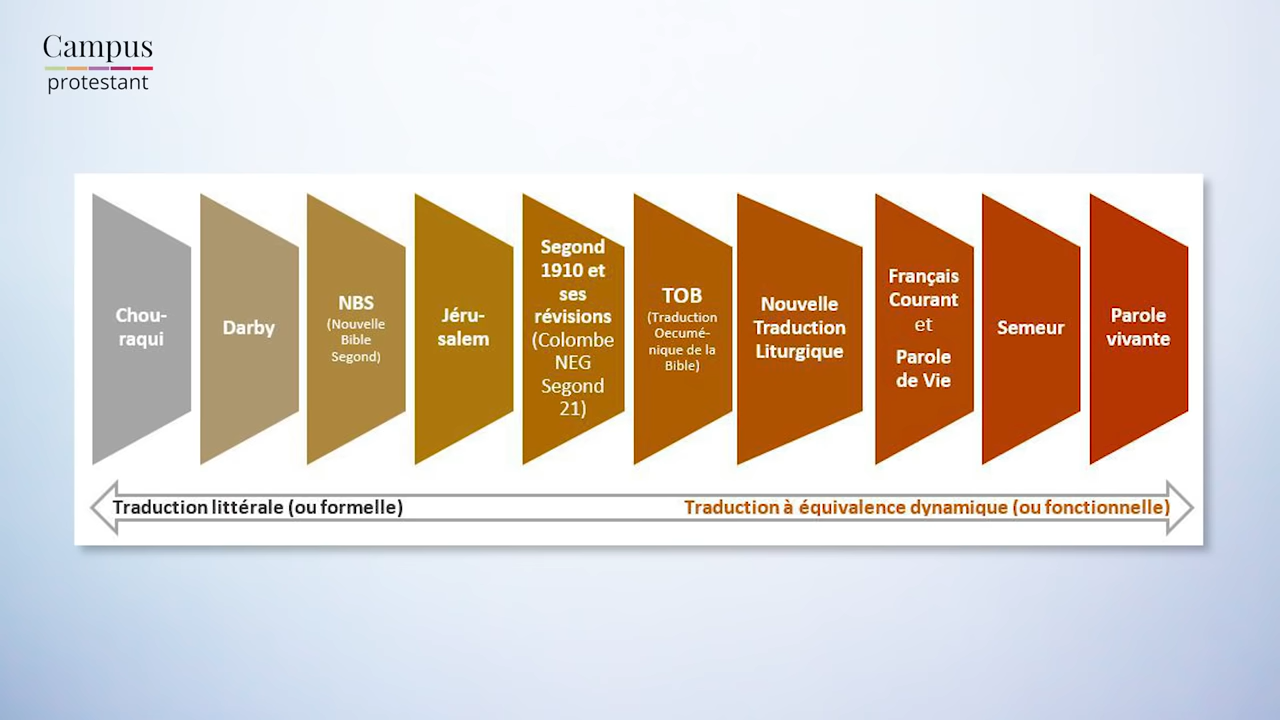 Campus
protestant
Chou-
raqui
Darby
NBS
(Nouvelle
Bible
Segond)
Jéru-
salem
Segond
1910 et
ses
révisions
(Colombe
NEG
Segond
21)
TOB
(Traduction
Oecumé-
nique de la
Bible)
Nouvelle
Traduction
Liturgique
Français
Courant
et
Parole
de Vie
Semeur
Parole
vivante
Traduction littérale (ou formelle)
Traduction à équivalence dynamique (ou fonctionnelle)